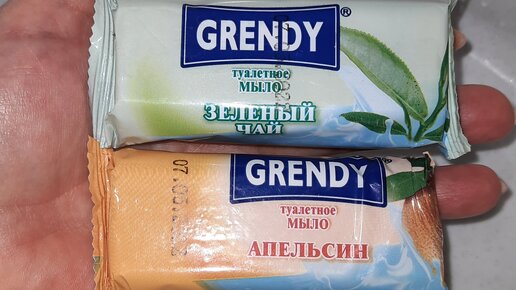 GRENDY®
туалетное
МЫЛО
ЗЕЛЕНЫЙ
ЧАЙ
GRENDY®
туалетное
МЫЛО
АПЕЛЬСИН